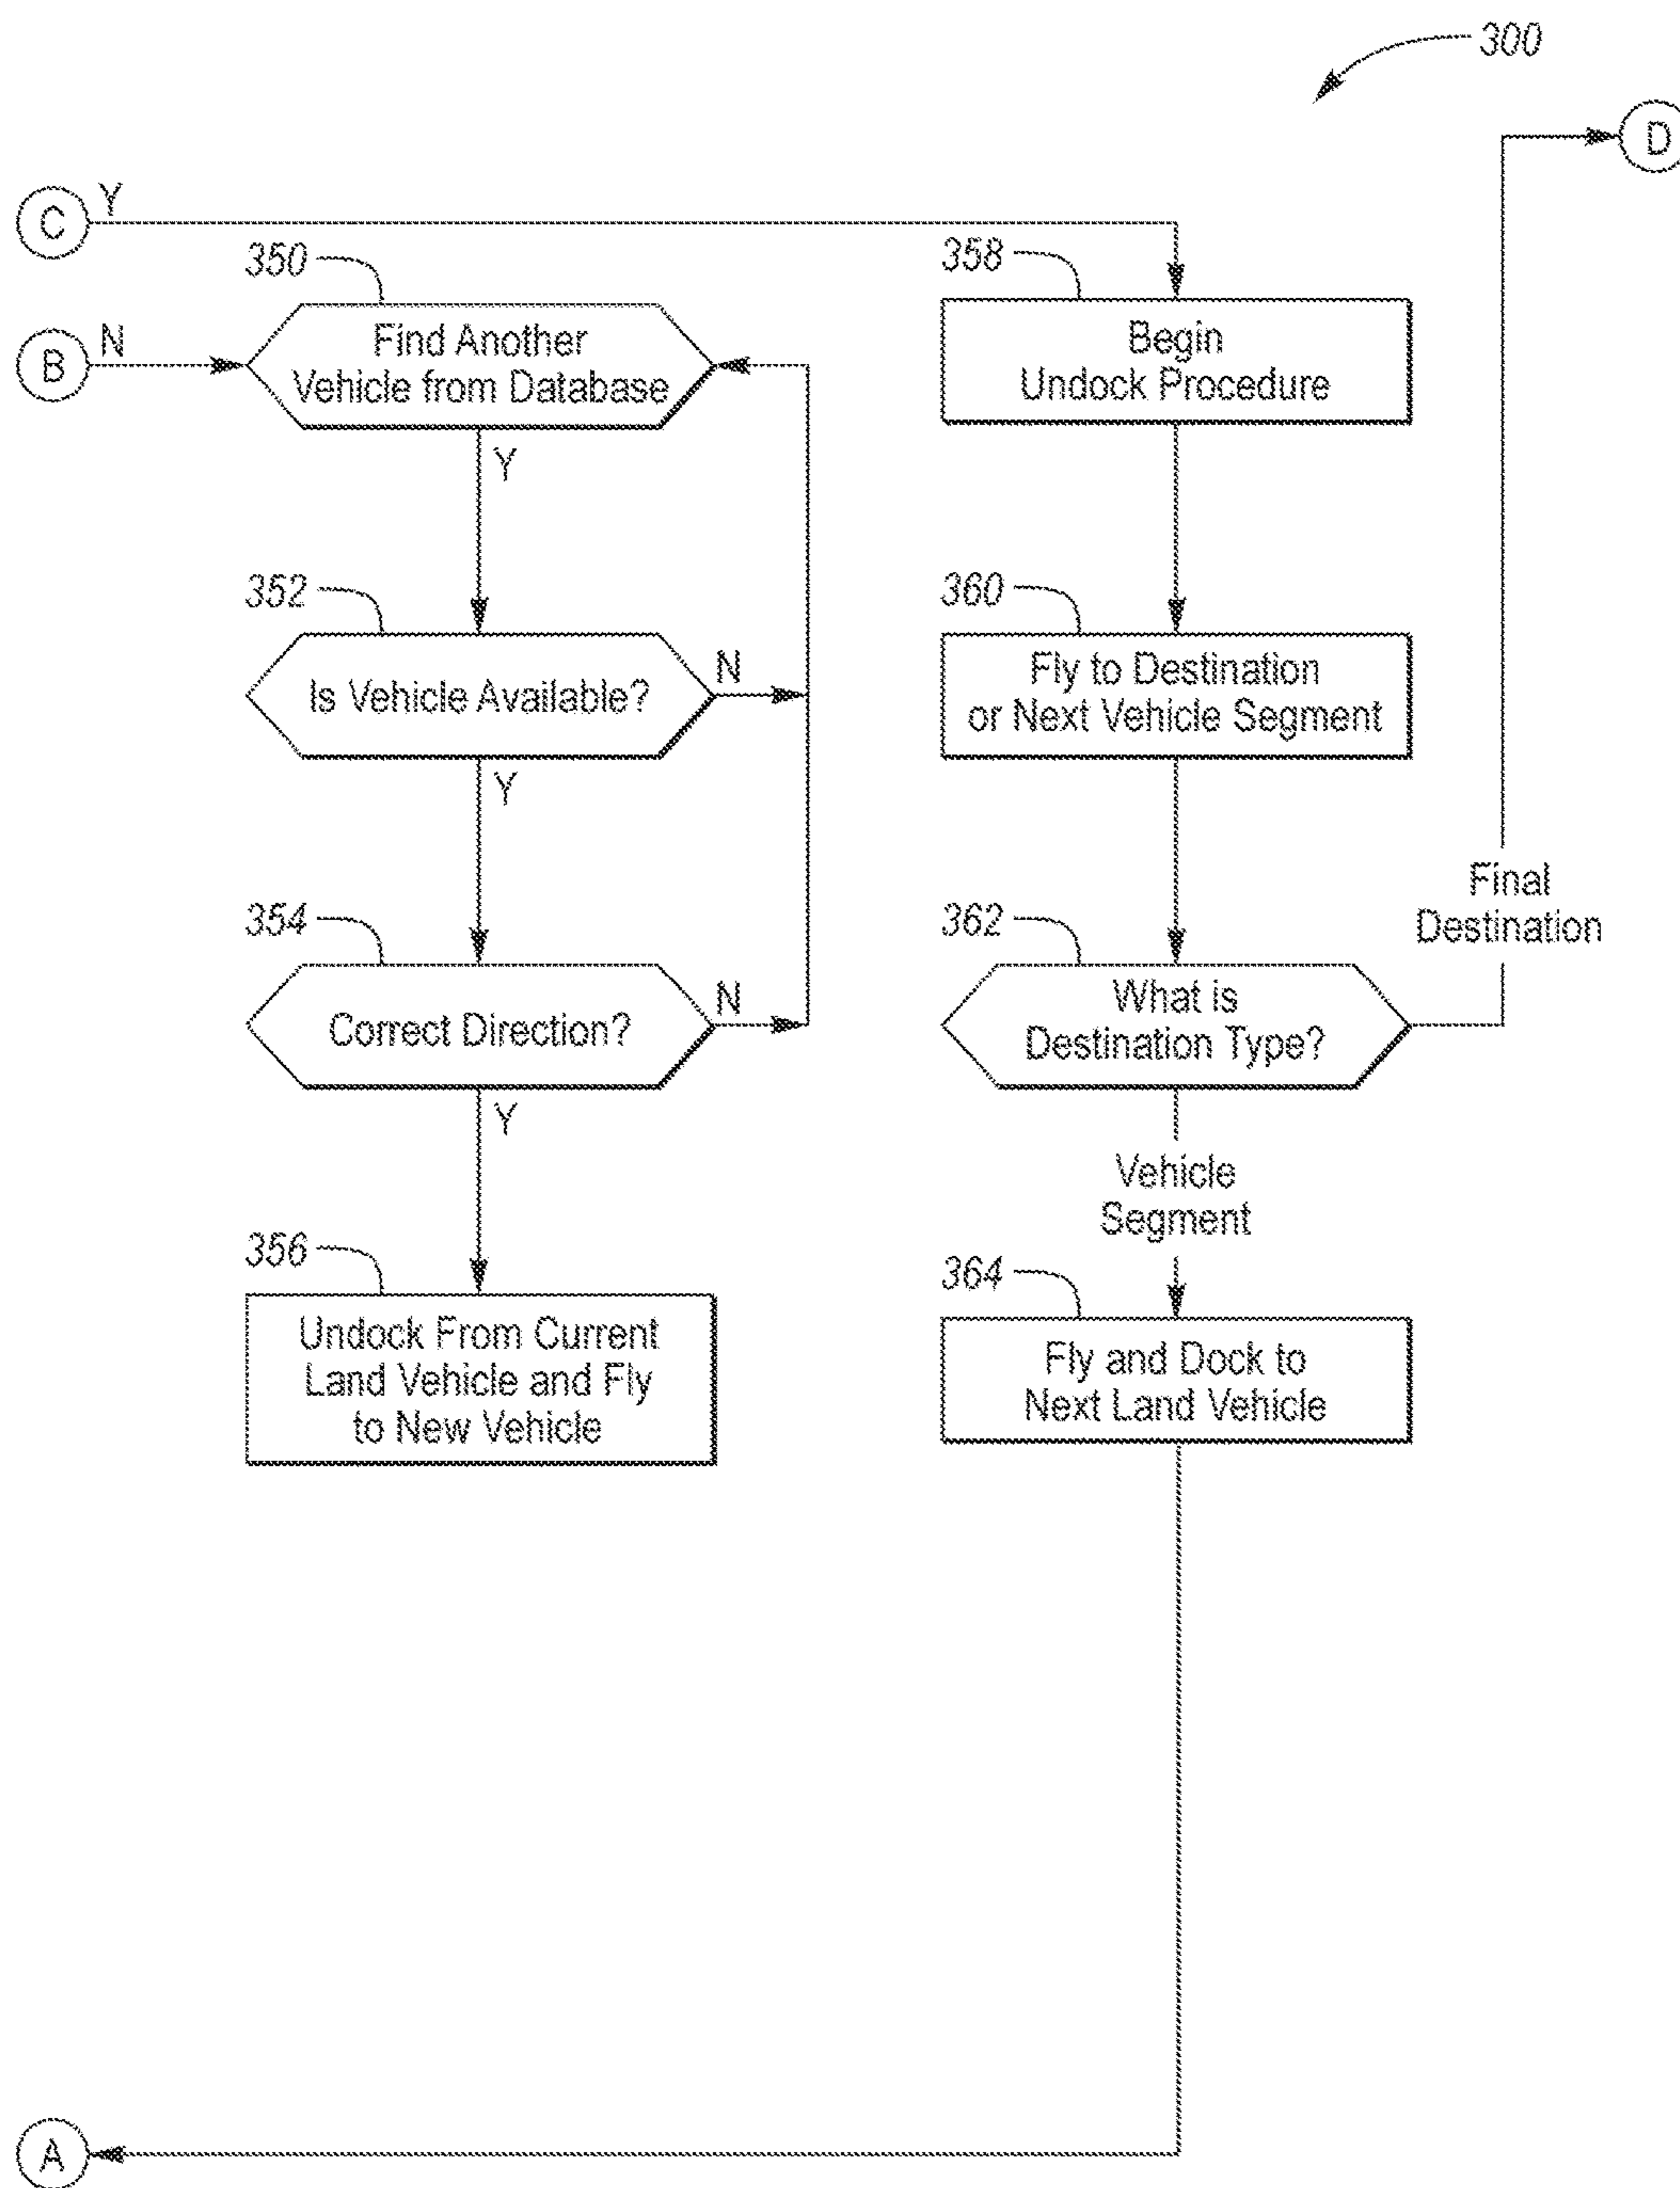 300
D
C Y
350
358
Find Another
Vehicle from Database
B N
Begin
Undock Procedure
Y
352
360
Is Vehicle Available?
N
Fly to Destination
or Next Vehicle Segment
Y
Final
Destination
354
362
Correct Direction?
N
What is
Destination Type?
Y
Vehicle
Segment
356
364
Undock From Current
Land Vehicle and Fly
to New Vehicle
Fly and Dock to
Next Land Vehicle
A